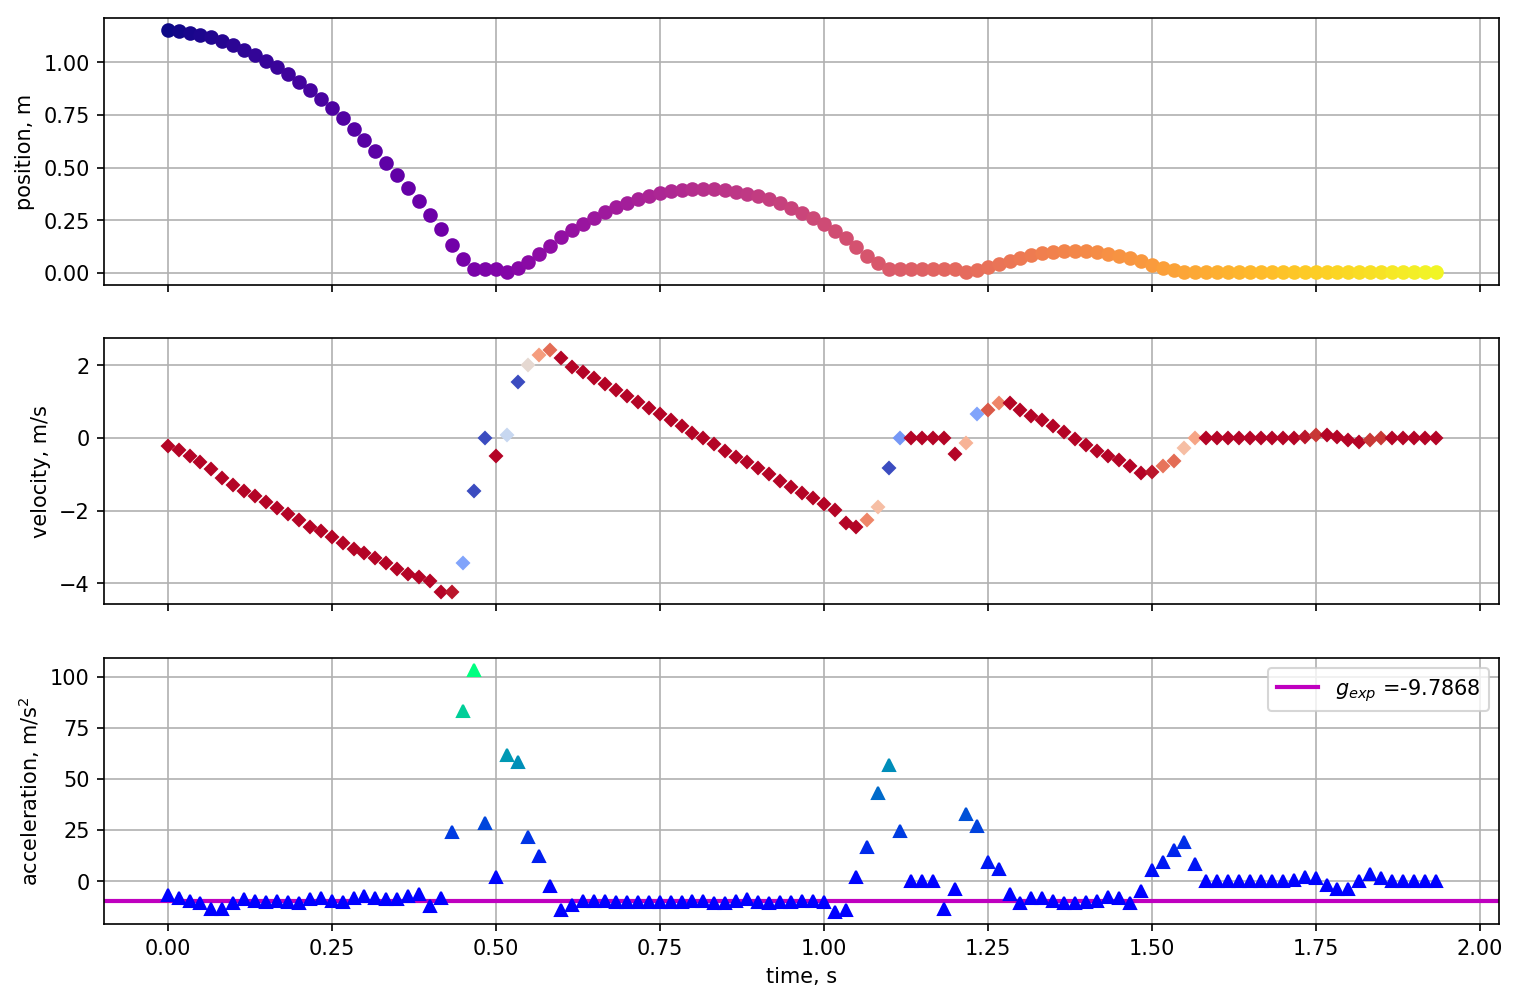 position, m
1.00
0.75
0.50
0.25
0.00
velocity, m/s
2
0
−2
−4
acceleration, m/s²
100
75
50
25
0
g_exp =-9.7868
0.00 0.25 0.50 0.75 1.00 1.25 1.50 1.75 2.00
time, s